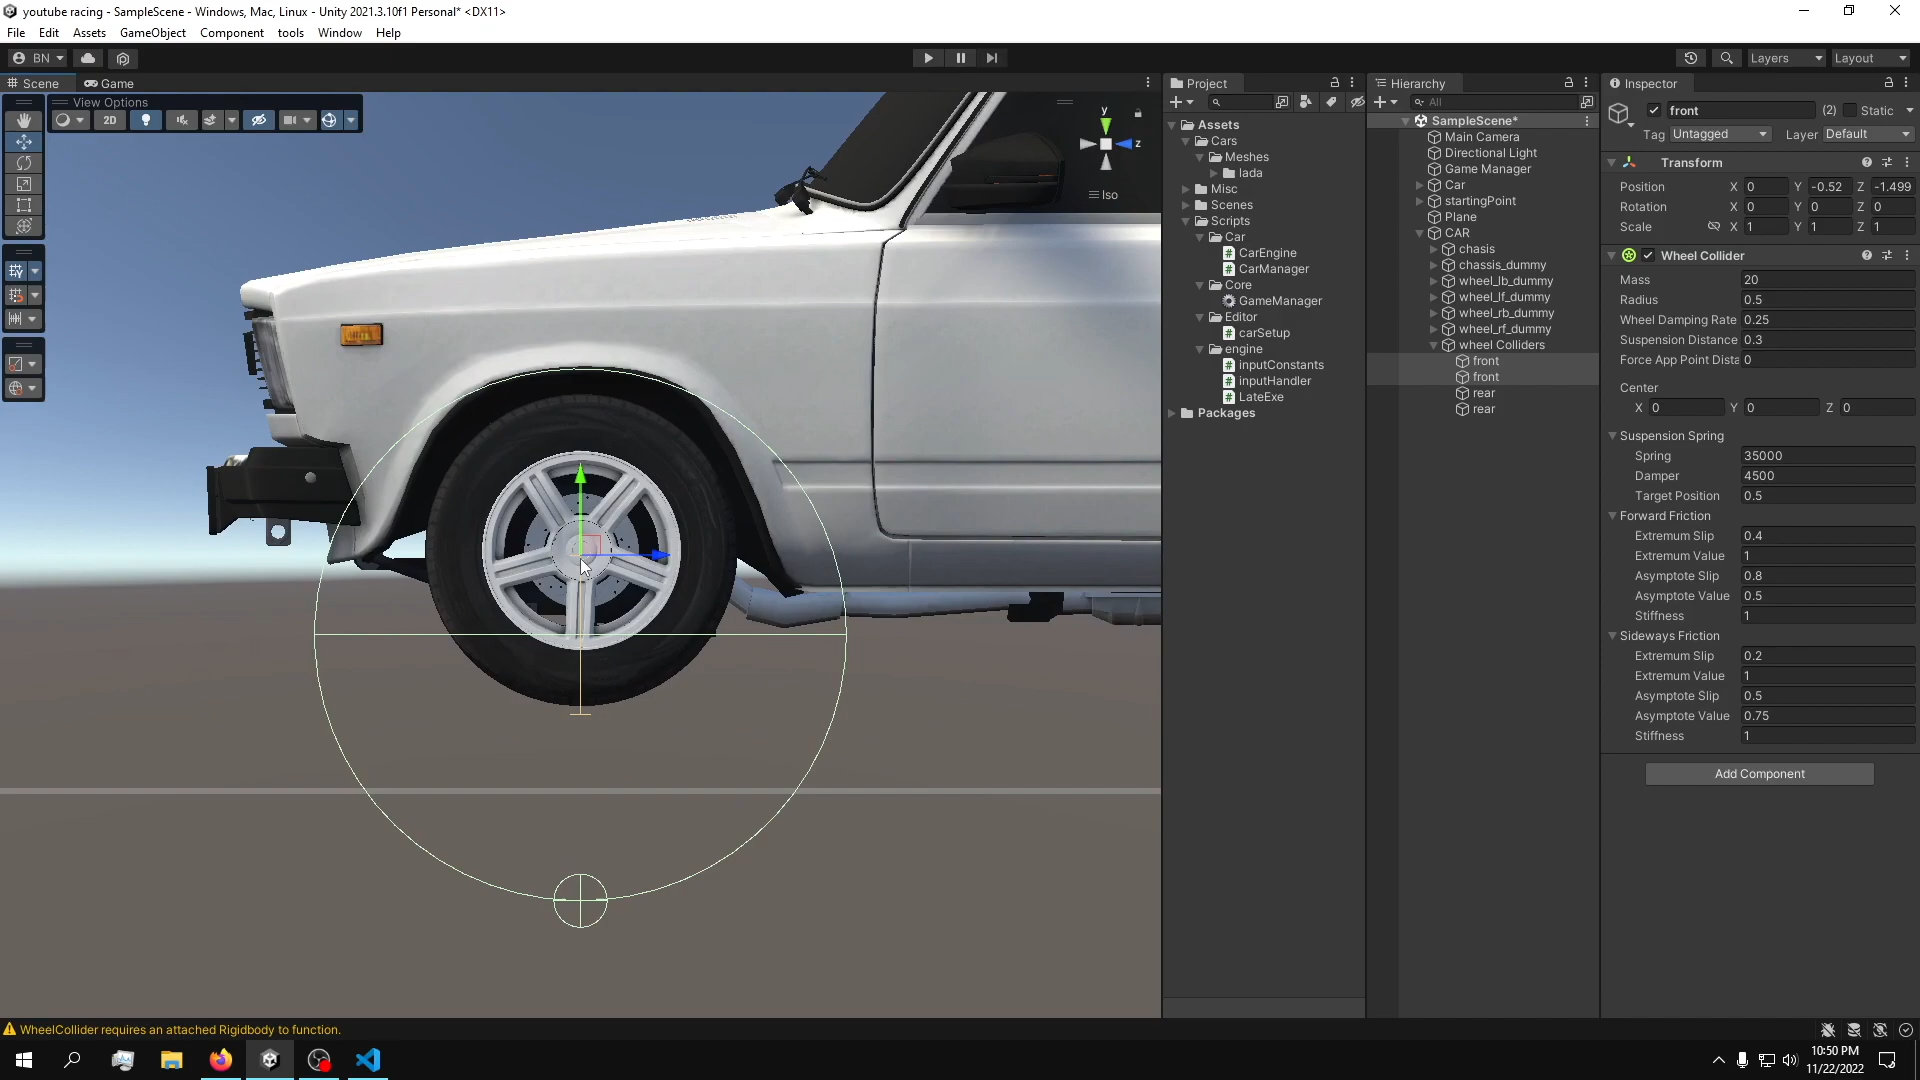 youtube racing - SampleScene - Windows, Mac, Linux - Unity 2021.3.10f1 Personal* <DX11>
File Edit Assets GameObject Component tools Window Help
BN Layers Layout
Scene Game
View Options
2D
y
z
Iso
Project
Assets
Cars
Meshes
lada
Misc
Scenes
Scripts
Car
CarEngine
CarManager
Core
GameManager
Editor
carSetup
engine
inputConstants
inputHandler
LateExe
Packages
Hierarchy
All
SampleScene*
Main Camera
Directional Light
Game Manager
Car
startingPoint
Plane
CAR
chasis
chassis_dummy
wheel_lb_dummy
wheel_lf_dummy
wheel_rb_dummy
wheel_rf_dummy
wheel Colliders
front
front
rear
rear
Inspector
front (2) Static
Tag Untagged Layer Default
Transform
Position X 0 Y -0.52 Z -1.499
Rotation X 0 Y 0 Z 0
Scale X 1 Y 1 Z 1
Wheel Collider
Mass 20
Radius 0.5
Wheel Damping Rate 0.25
Suspension Distance 0.3
Force App Point Dista 0
Center
X 0 Y 0 Z 0
Suspension Spring
Spring 35000
Damper 4500
Target Position 0.5
Forward Friction
Extremum Slip 0.4
Extremum Value 1
Asymptote Slip 0.8
Asymptote Value 0.5
Stiffness 1
Sideways Friction
Extremum Slip 0.2
Extremum Value 1
Asymptote Slip 0.5
Asymptote Value 0.75
Stiffness 1
Add Component
WheelCollider requires an attached Rigidbody to function.
10:50 PM
11/22/2022